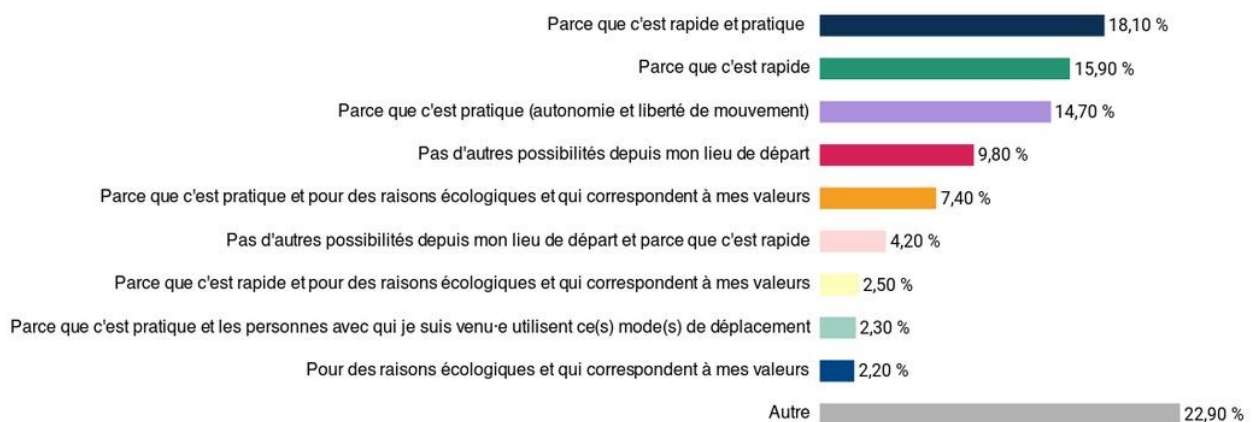 Parce que c'est rapide et pratique 18,10 %
Parce que c'est rapide 15,90 %
Parce que c'est pratique (autonomie et liberté de mouvement) 14,70 %
Pas d'autres possibilités depuis mon lieu de départ 9,80 %
Parce que c'est pratique et pour des raisons écologiques et qui correspondent à mes valeurs 7,40 %
Pas d'autres possibilités depuis mon lieu de départ et parce que c'est rapide 4,20 %
Parce que c'est rapide et pour des raisons écologiques et qui correspondent à mes valeurs 2,50 %
Parce que c'est pratique et les personnes avec qui je suis venu·e utilisent ce(s) mode(s) de déplacement 2,30 %
Pour des raisons écologiques et qui correspondent à mes valeurs 2,20 %
Autre 22,90 %